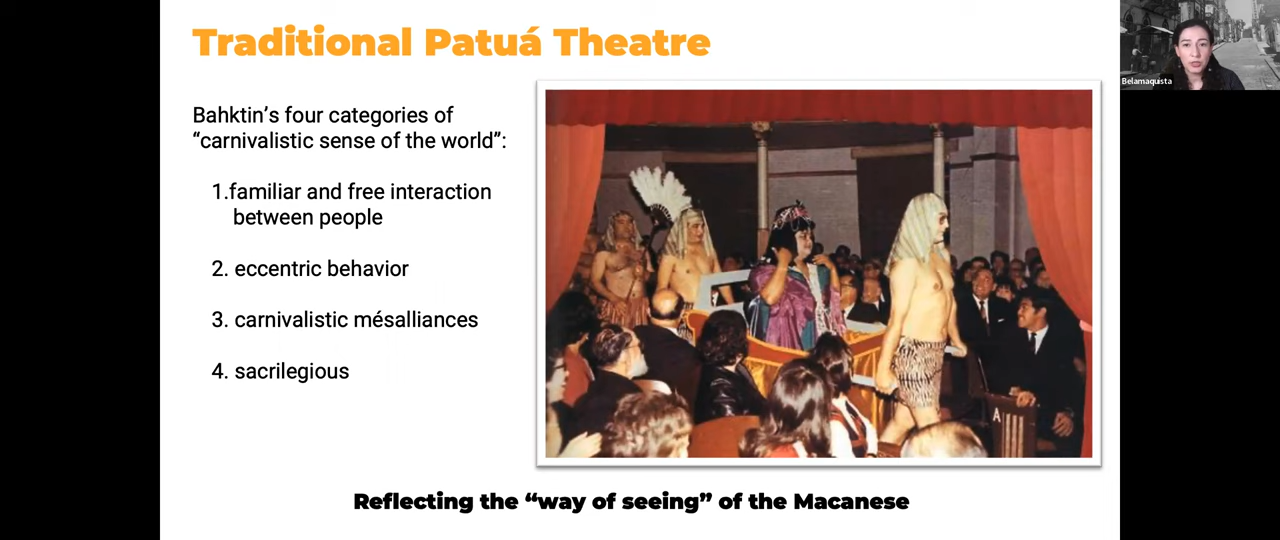 Traditional Patuá Theatre
Belamaquista
Bahktin's four categories of
“carnivalistic sense of the world”:
1.familiar and free interaction
between people
2. eccentric behavior
3. carnivalistic mésalliances
4. sacrilegious
A
Reflecting the “way of seeing” of the Macanese